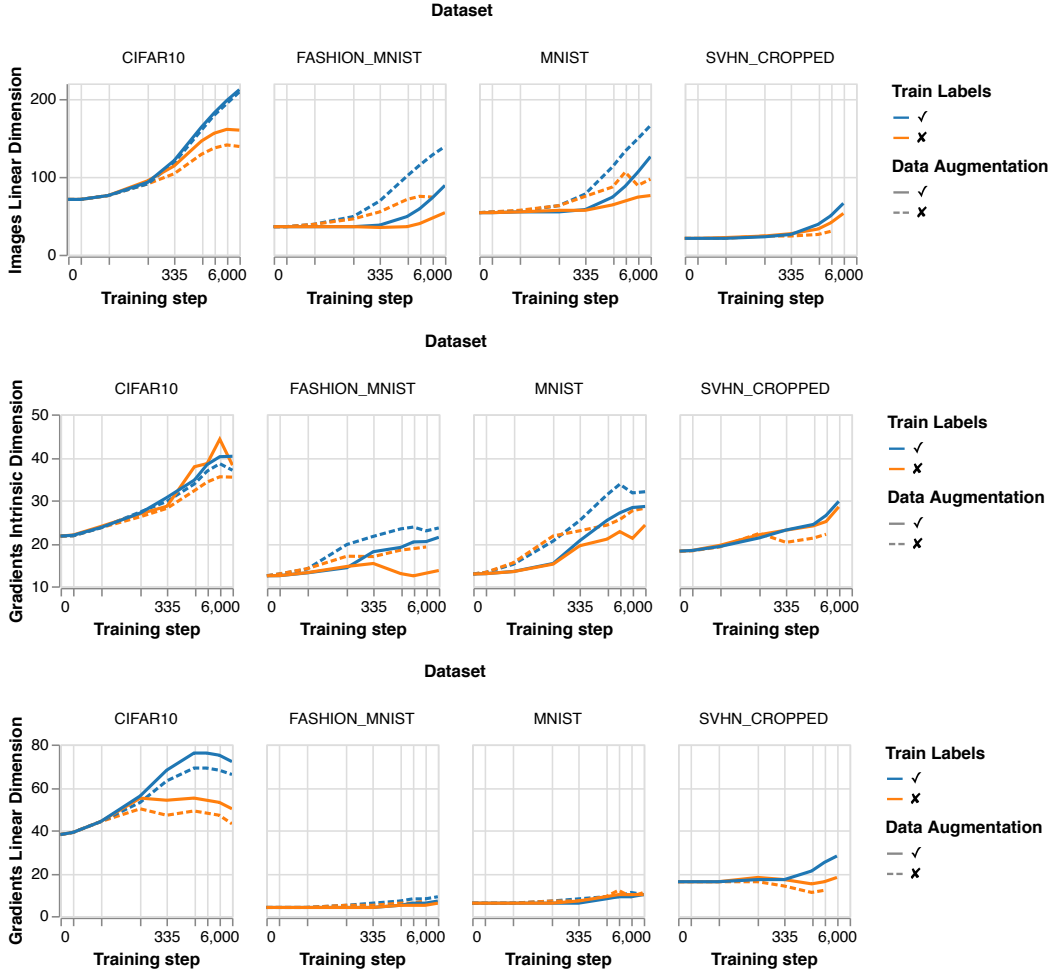 Dataset
CIFAR10 FASHION_MNIST MNIST SVHN_CROPPED
Images Linear Dimension
200
100
0
0 335 6,000 0 335 6,000 0 335 6,000 0 335 6,000
Training step Training step Training step Training step
Train Labels
✓
✘
Data Augmentation
✓
✘
Dataset
CIFAR10 FASHION_MNIST MNIST SVHN_CROPPED
Gradients Intrinsic Dimension
50
40
30
20
10
0 335 6,000 0 335 6,000 0 335 6,000 0 335 6,000
Training step Training step Training step Training step
Train Labels
✓
✘
Data Augmentation
✓
✘
Dataset
CIFAR10 FASHION_MNIST MNIST SVHN_CROPPED
Gradients Linear Dimension
80
60
40
20
0
0 335 6,000 0 335 6,000 0 335 6,000 0 335 6,000
Training step Training step Training step Training step
Train Labels
✓
✘
Data Augmentation
✓
✘